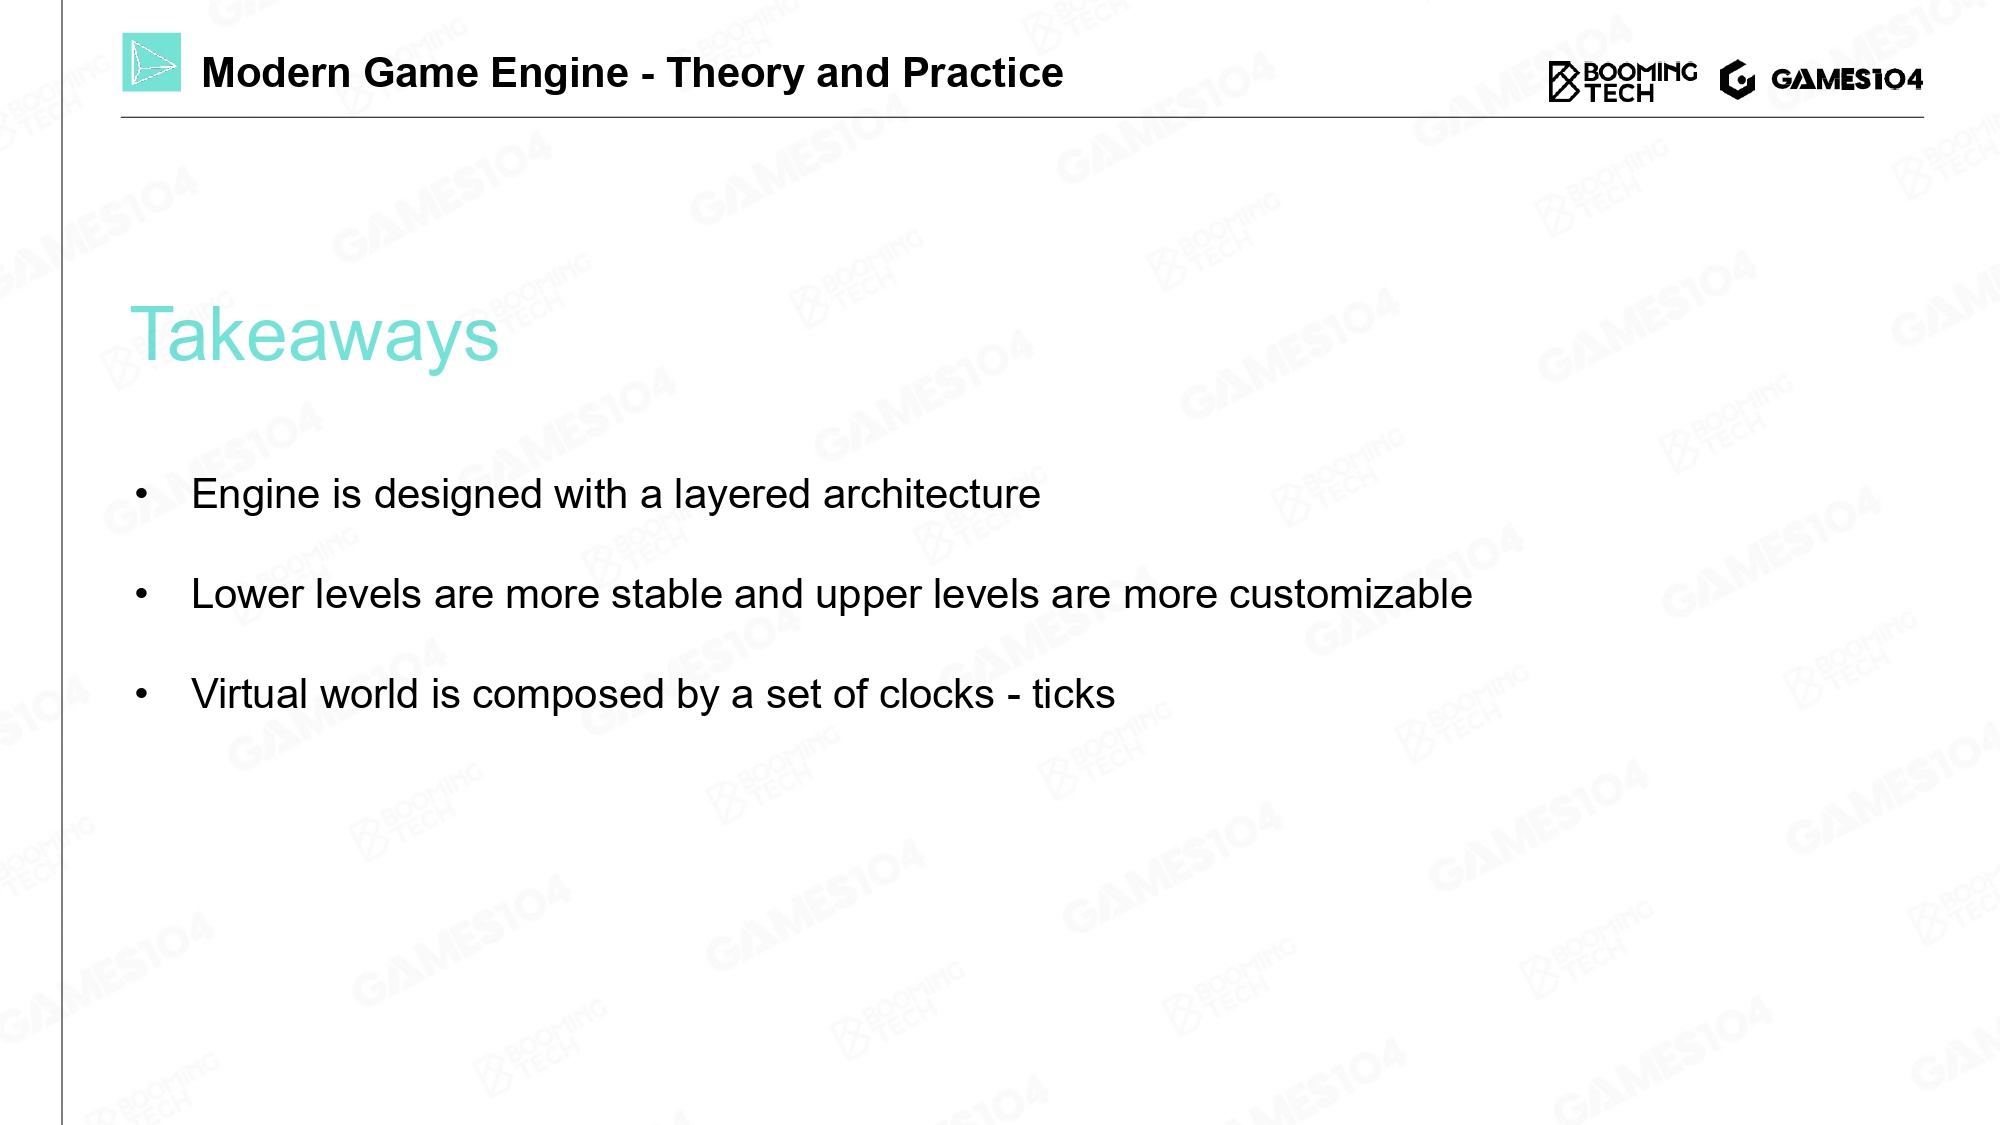 Modern Game Engine - Theory and Practice
BOOMING
TECH
GAMES104
Takeaways
• Engine is designed with a layered architecture
• Lower levels are more stable and upper levels are more customizable
• Virtual world is composed by a set of clocks - ticks